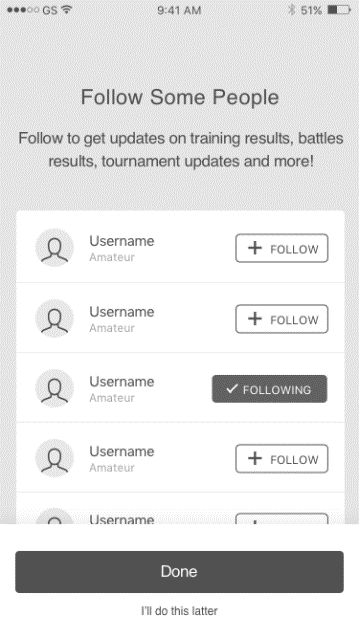 GS 9:41 AM 51%
Follow Some People
Follow to get updates on training results, battles
results, tournament updates and more!
Username
Amateur
FOLLOW
Username
Amateur
FOLLOW
Username
Amateur
FOLLOWING
Username
Amateur
FOLLOW
Username
Done
I'll do this latter